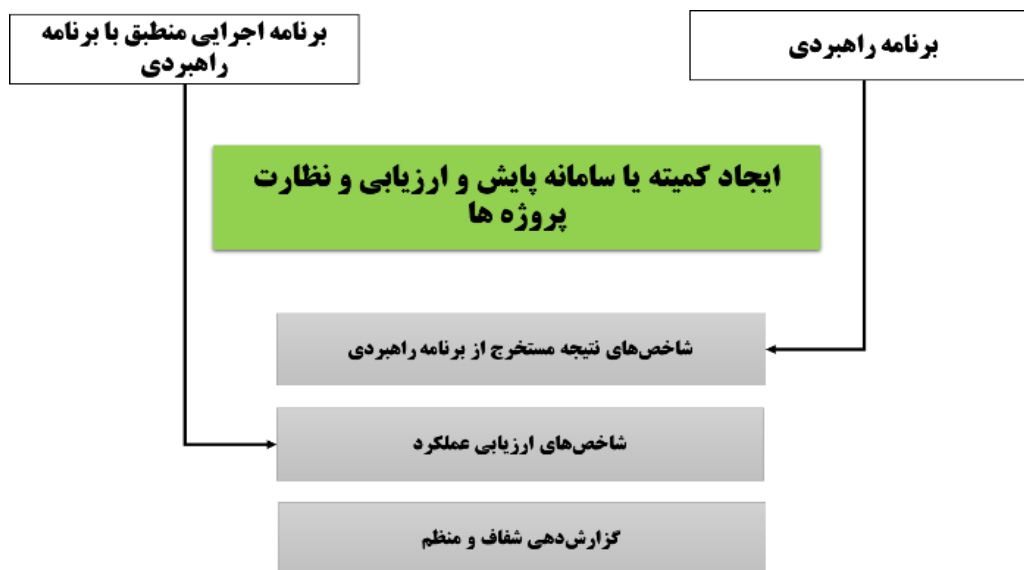 برنامه راهبردی
برنامه اجرایی منطبق با برنامه
راهبردی
ایجاد کمیته یا سامانه پایش و ارزیابی و نظارت
پروژه ها
شاخص‌های نتیجه مستخرج از برنامه راهبردی
شاخص‌های ارزیابی عملکرد
گزارش‌دهی شفاف و منظم